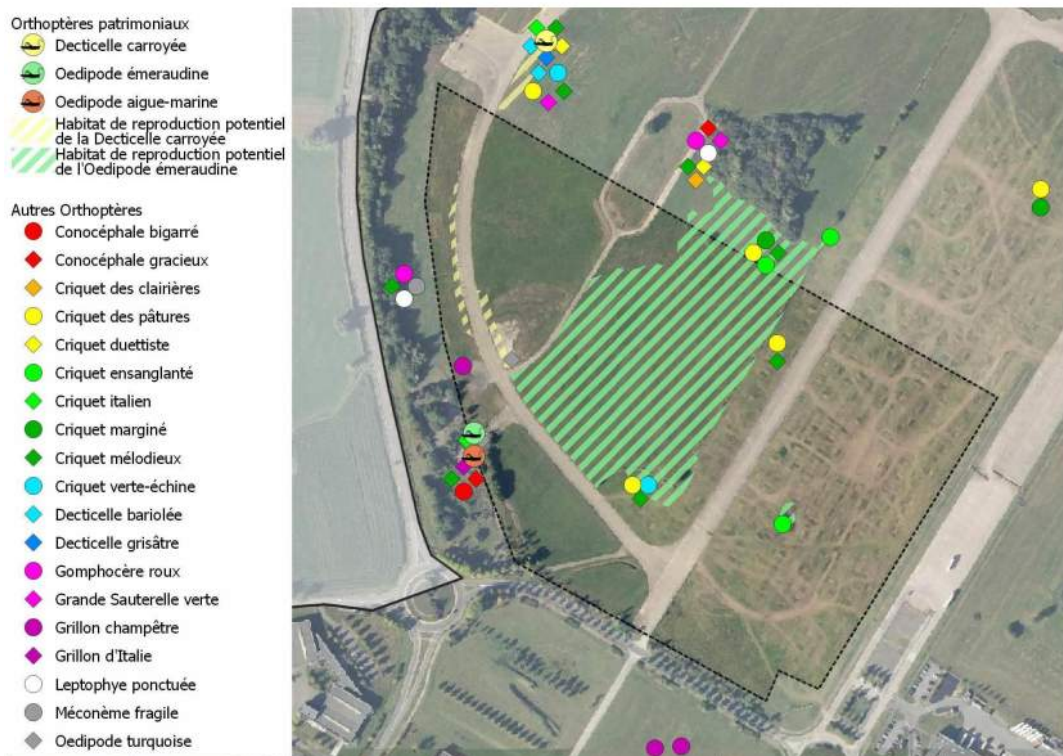 Orthoptères patrimoniaux
Decticelle carroyée
Oedipode émeraudine
Oedipode aigue-marine
Habitat de reproduction potentiel
de la Decticelle carroyée
Habitat de reproduction potentiel
de l'Oedipode émeraudine
Autres Orthoptères
Conocéphale bigarré
Conocéphale gracieux
Criquet des clairières
Criquet des pâtures
Criquet duettiste
Criquet ensanglanté
Criquet italien
Criquet marginé
Criquet mélodieux
Criquet verte-échine
Decticelle bariolée
Decticelle grisâtre
Gomphocère roux
Grande Sauterelle verte
Grillon champêtre
Grillon d'Italie
Leptophye ponctuée
Méconème fragile
Oedipode turquoise